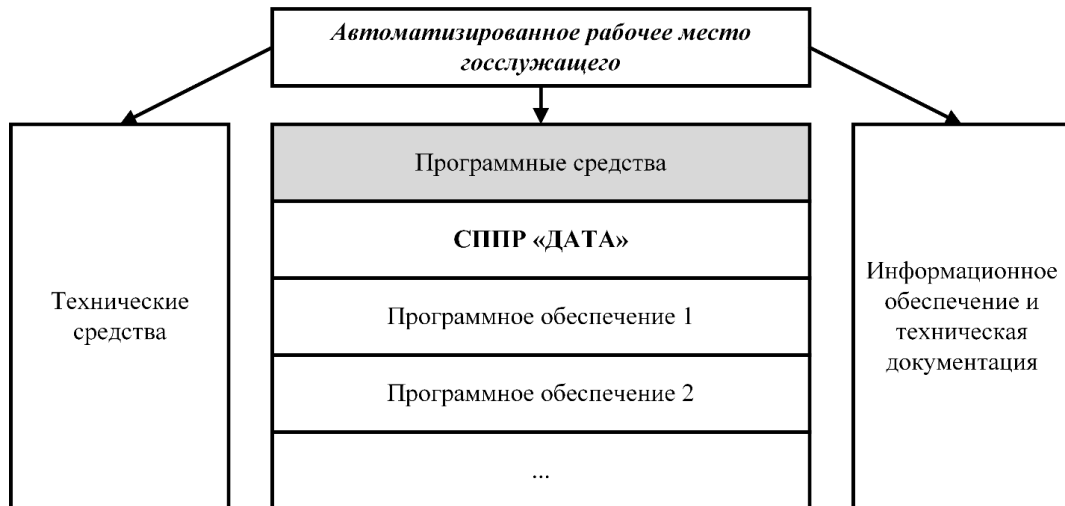 Автоматизированное рабочее место
госслужащего
Технические
средства
Программные средства
СППР «ДАТА»
Программное обеспечение 1
Программное обеспечение 2
...
Информационное
обеспечение и
техническая
документация